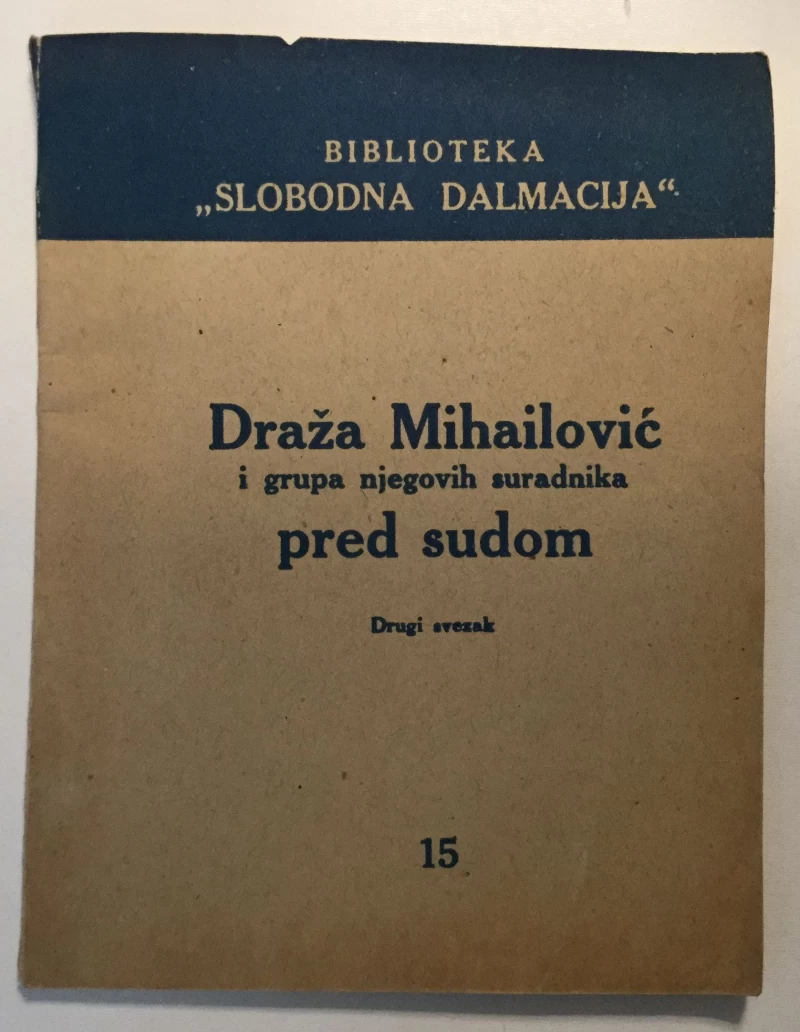 BIBLIOTEKA
„SLOBODNA DALMACIJA“
Draža Mihailović
i grupa njegovih suradnika
pred sudom
Drugi svezak
15